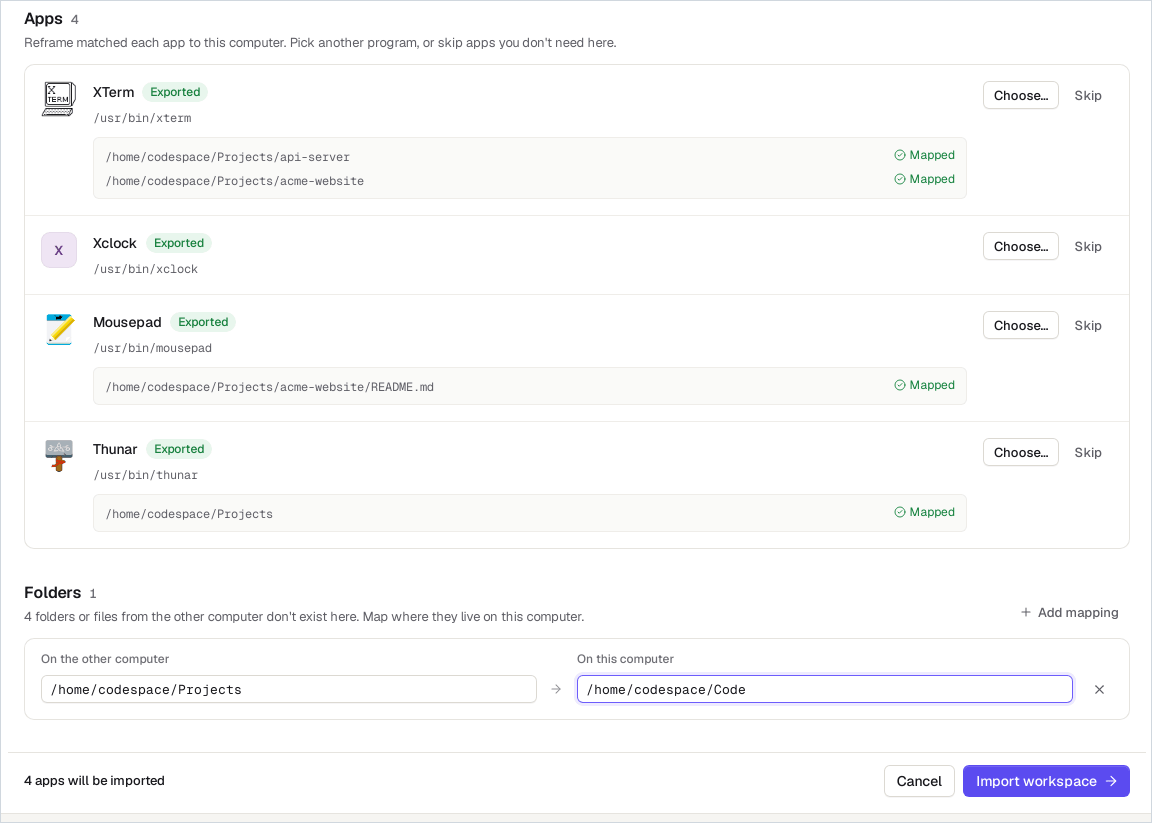 Apps 4
Reframe matched each app to this computer. Pick another program, or skip apps you don't need here.
X
TERM
XTerm Exported
Choose... Skip
/usr/bin/xterm
/home/codespace/Projects/api-server Mapped
/home/codespace/Projects/acme-website Mapped
X
Xclock Exported
Choose... Skip
/usr/bin/xclock
Mousepad Exported
Choose... Skip
/usr/bin/mousepad
/home/codespace/Projects/acme-website/README.md Mapped
Thunar Exported
Choose... Skip
/usr/bin/thunar
/home/codespace/Projects Mapped
Folders 1
4 folders or files from the other computer don't exist here. Map where they live on this computer.
+ Add mapping
On the other computer On this computer
/home/codespace/Projects → /home/codespace/Code
4 apps will be imported
Cancel Import workspace →